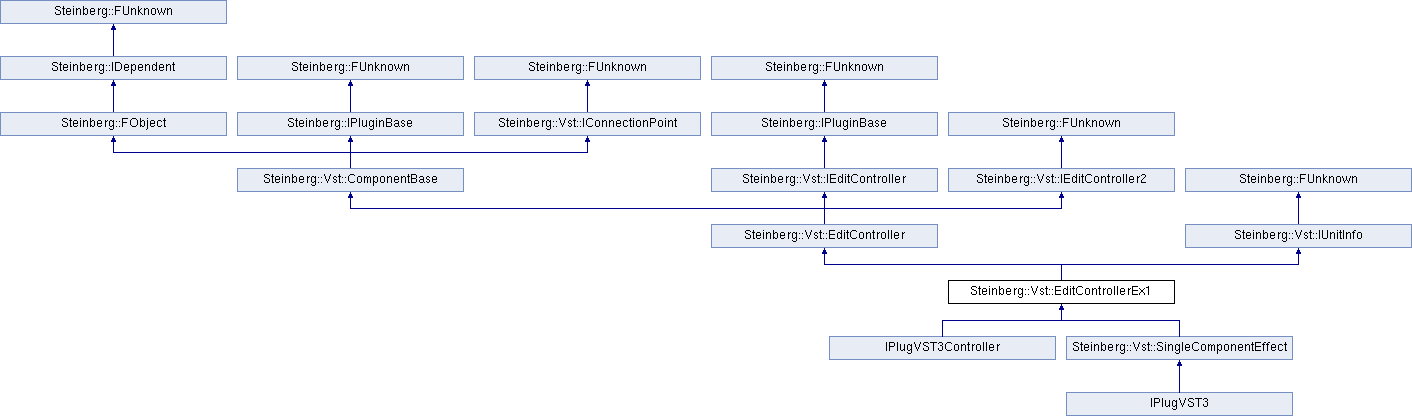 Steinberg::FUnknown
Steinberg::IDependent
Steinberg::FUnknown
Steinberg::FUnknown
Steinberg::FUnknown
Steinberg::FObject
Steinberg::IPluginBase
Steinberg::Vst::IConnectionPoint
Steinberg::IPluginBase
Steinberg::FUnknown
Steinberg::Vst::ComponentBase
Steinberg::Vst::IEditController
Steinberg::Vst::IEditController2
Steinberg::FUnknown
Steinberg::Vst::EditController
Steinberg::Vst::IUnitInfo
Steinberg::Vst::EditControllerEx1
IPlugVST3Controller
Steinberg::Vst::SingleComponentEffect
IPlugVST3